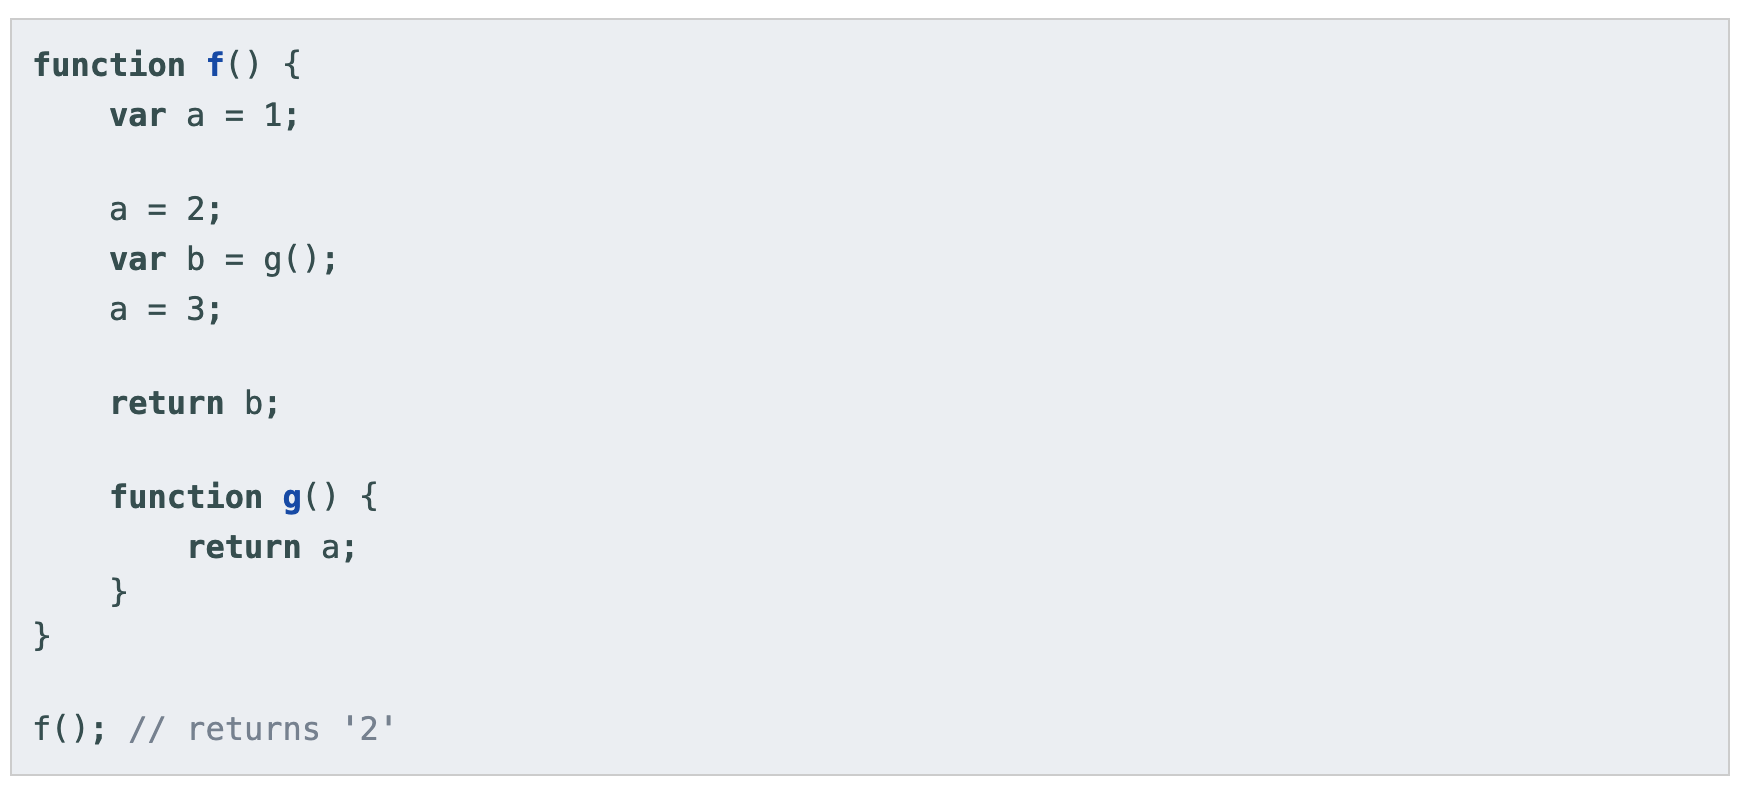 function f() {
    var a = 1;

    a = 2;
    var b = g();
    a = 3;

    return b;

    function g() {
        return a;
    }
}

f(); // returns '2'